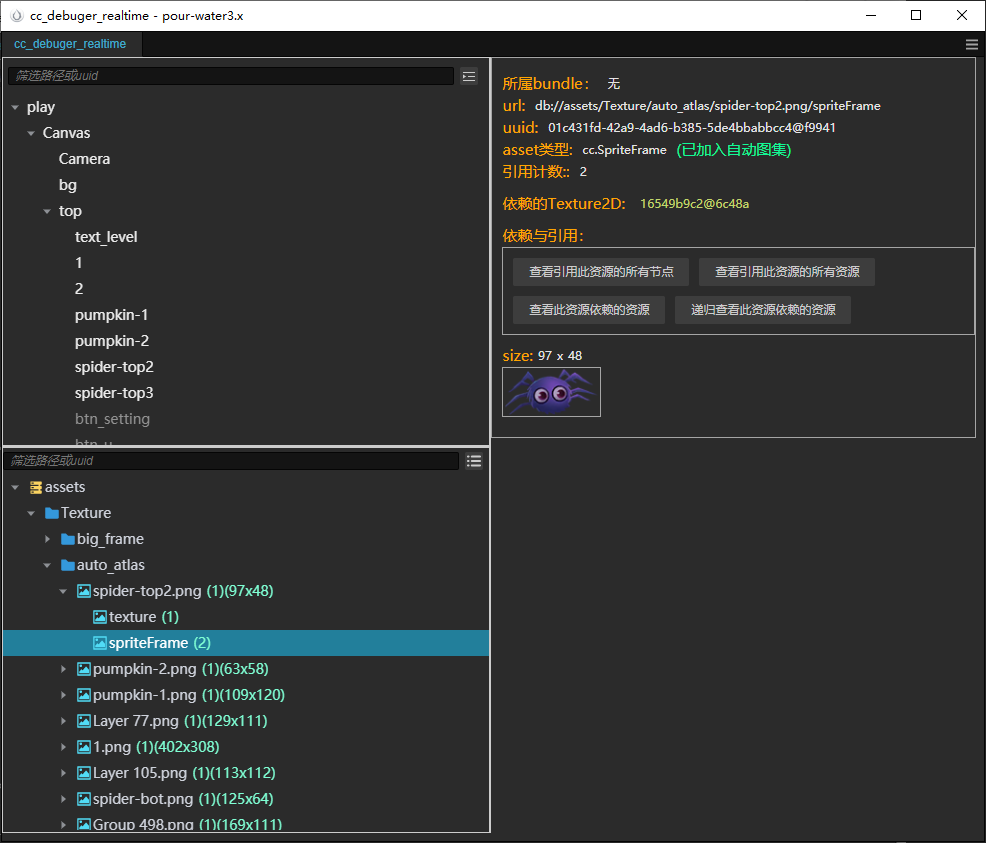 cc_debuger_realtime - pour-water3.x
cc_debuger_realtime
筛选路径或uuid
play
Canvas
Camera
bg
top
text_level
1
2
pumpkin-1
pumpkin-2
spider-top2
spider-top3
btn_setting
筛选路径或uuid
assets
Texture
big_frame
auto_atlas
spider-top2.png (1)(97x48)
texture (1)
spriteFrame (2)
pumpkin-2.png (1)(63x58)
pumpkin-1.png (1)(109x120)
Layer 77.png (1)(129x111)
1.png (1)(402x308)
Layer 105.png (1)(113x112)
spider-bot.png (1)(125x64)
Group 498.png (1)(169x111)
所属bundle: 无
url: db://assets/Texture/auto_atlas/spider-top2.png/spriteFrame
uuid: 01c431fd-42a9-4ad6-b385-5de4bbabbcc4@f9941
asset类型: cc.SpriteFrame (已加入自动图集)
引用计数:: 2
依赖的Texture2D: 16549b9c2@6c48a
依赖与引用:
查看引用此资源的所有节点 查看引用此资源的所有资源
查看此资源依赖的资源 递归查看此资源依赖的资源
size: 97 x 48